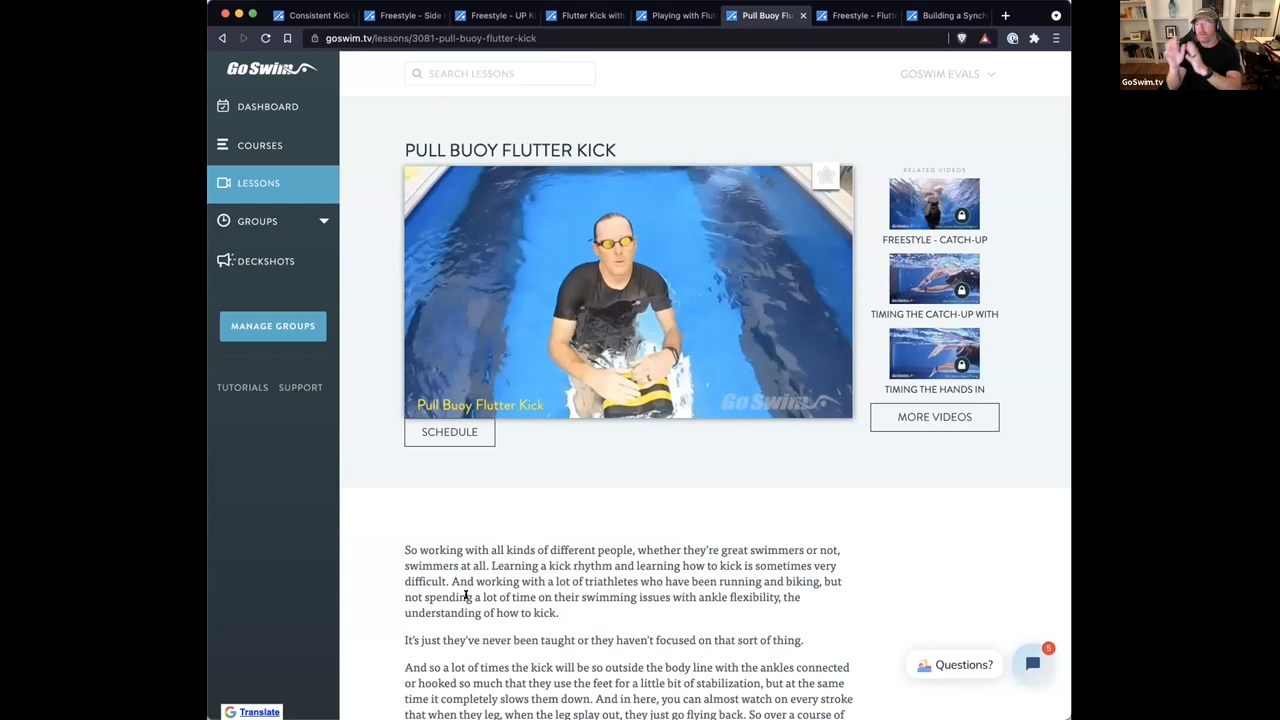 Consistent Kick
Freestyle - Side
Freestyle - UP K
Flutter Kick with
Playing with Flut
Pull Buoy Flu
Freestyle - Flutt
Building a Synch
goswim.tv/lessons/3081-pull-buoy-flutter-kick
GoSwim
SEARCH LESSONS
GOSWIM EVALS
GoSwim.tv
DASHBOARD
COURSES
LESSONS
GROUPS
DECKSHOTS
MANAGE GROUPS
TUTORIALS SUPPORT
PULL BUOY FLUTTER KICK
Pull Buoy Flutter Kick
GoSwim
SCHEDULE
RELATED VIDEOS
FREESTYLE - CATCH-UP
TIMING THE CATCH-UP WITH
TIMING THE HANDS IN
MORE VIDEOS
So working with all kinds of different people, whether they're great swimmers or not,
swimmers at all. Learning a kick rhythm and learning how to kick is sometimes very
difficult. And working with a lot of triathletes who have been running and biking, but
not spending a lot of time on their swimming issues with ankle flexibility, the
understanding of how to kick.
It's just they've never been taught or they haven't focused on that sort of thing.
And so a lot of times the kick will be so outside the body line with the ankles connected
or hooked so much that they use the feet for a little bit of stabilization, but at the same
time it completely slows them down. And in here, you can almost watch on every stroke
that when they leg, when the leg splay out, they just go flying back. So over a course of
Questions?
5
Translate